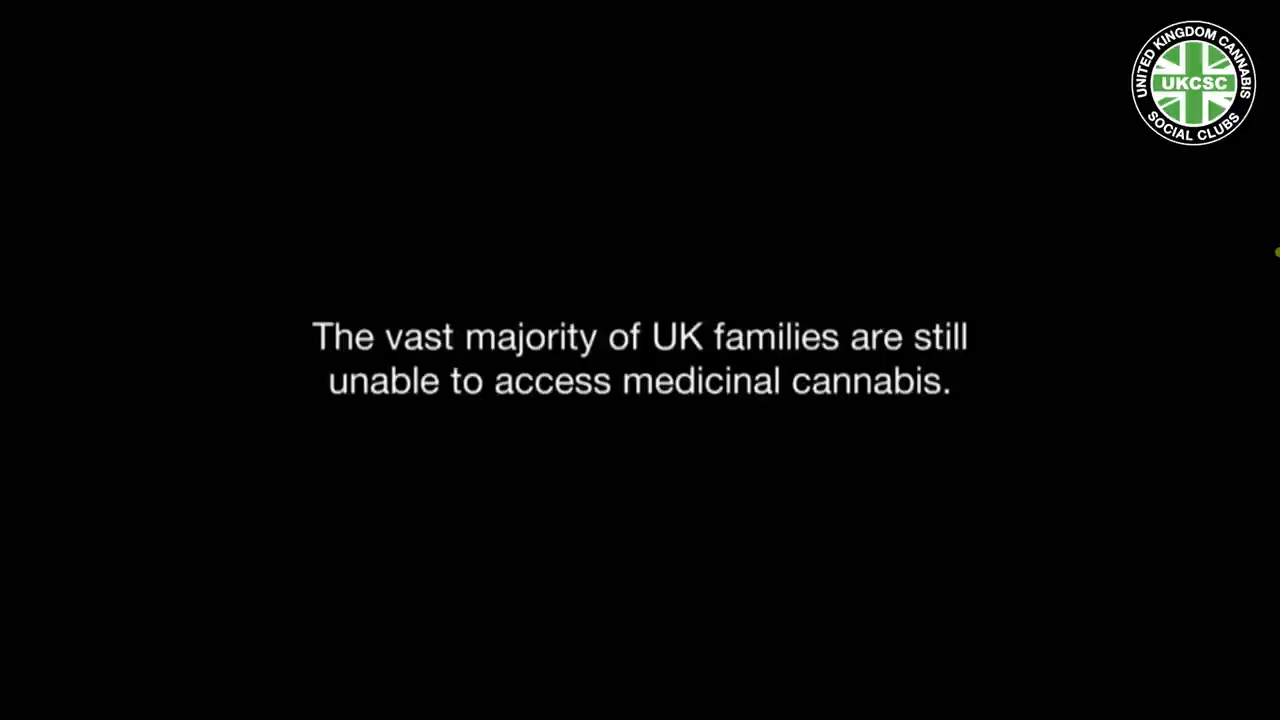 UNITED KINGDOM CANNABIS
UKCSC
SOCIAL CLUBS
The vast majority of UK families are still
unable to access medicinal cannabis.